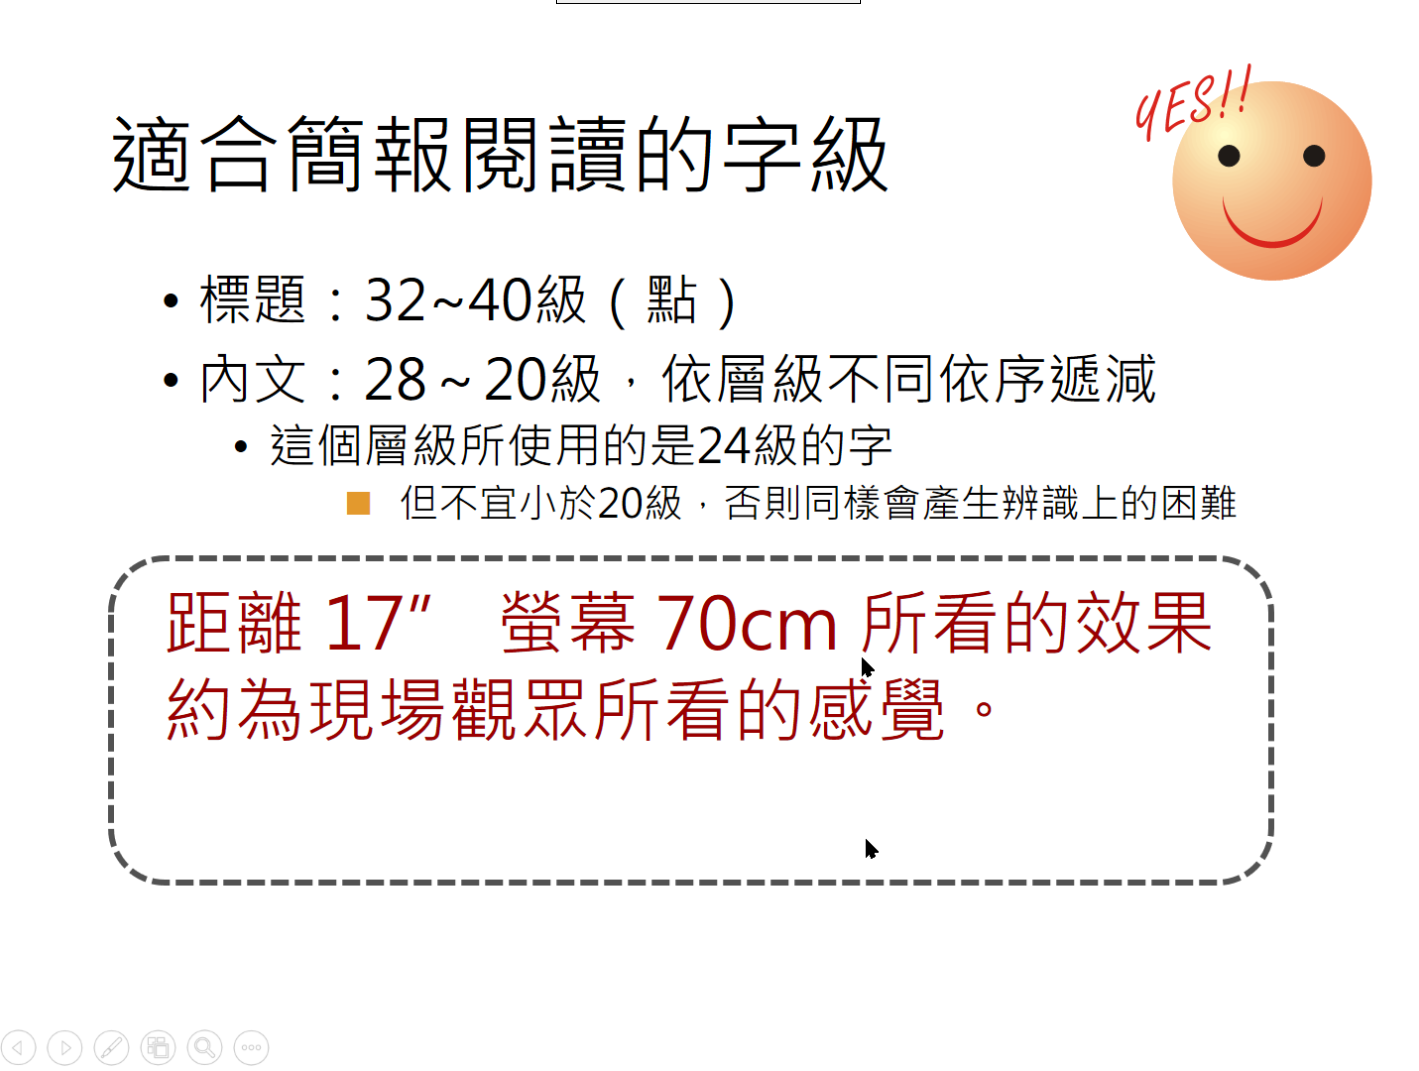 YES!!
適合簡報閱讀的字級
• 標題：32~40級（點）
• 內文：28～20級，依層級不同依序遞減
• 這個層級所使用的是24級的字
■ 但不宜小於20級，否則同樣會產生辨識上的困難
距離 17” 螢幕 70cm 所看的效果
約為現場觀眾所看的感覺。